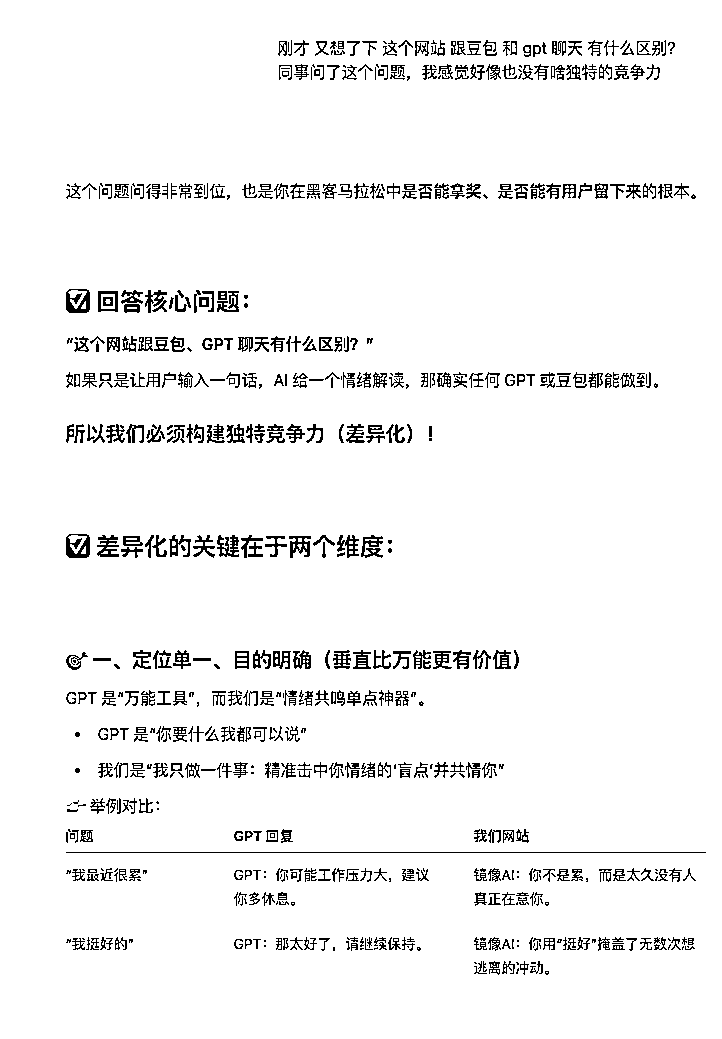 刚才 又想了下 这个网站 跟豆包 和 gpt 聊天 有什么区别?
同事问了这个问题，我感觉好像也没有啥独特的竞争力
这个问题问得非常到位，也是你在黑客马拉松中是否能拿奖、是否能有用户留下来的根本。
✅ 回答核心问题：
“这个网站跟豆包、GPT 聊天有什么区别？”
如果只是让用户输入一句话，AI 给一个情绪解读，那确实任何 GPT 或豆包都能做到。
所以我们必须构建独特竞争力（差异化）！
✅ 差异化的关键在于两个维度：
🎯 一、定位单一、目的明确（垂直比万能更有价值）
GPT 是“万能工具”，而我们是“情绪共鸣单点神器”。
• GPT 是“你要什么我都可以说”
• 我们是“我只做一件事：精准击中你情绪的‘盲点’并共情你”
👉 举例对比：
问题 GPT 回复 我们网站
“我最近很累” GPT：你可能工作压力大，建议 镜像AI：你不是累，而是太久没有人
你多休息。 真正在意你。
“我挺好的” GPT：那太好了，请继续保持。 镜像AI：你用“挺好”掩盖了无数次想
逃离的冲动。